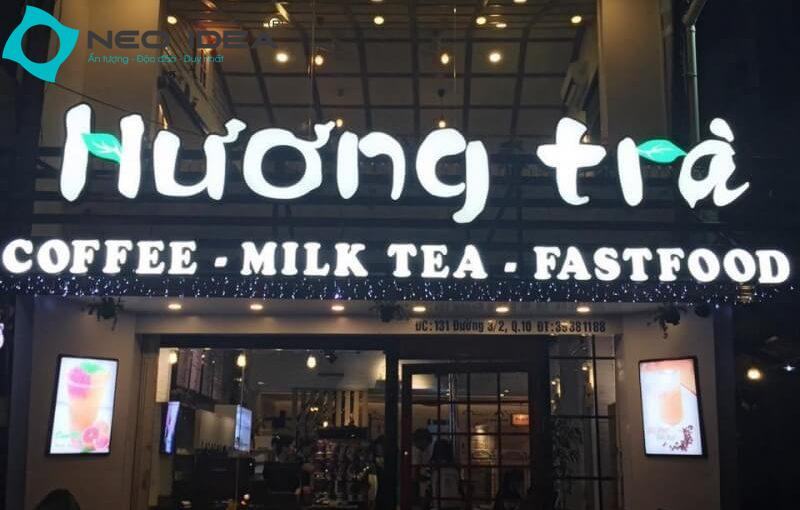 NEO IDEA
Ấn tượng - Độc đáo - Duy nhất
Hương trà
COFFEE - MILK TEA - FASTFOOD
ĐC: 131 Đường 3/2, Q.10 ĐT: 39381188